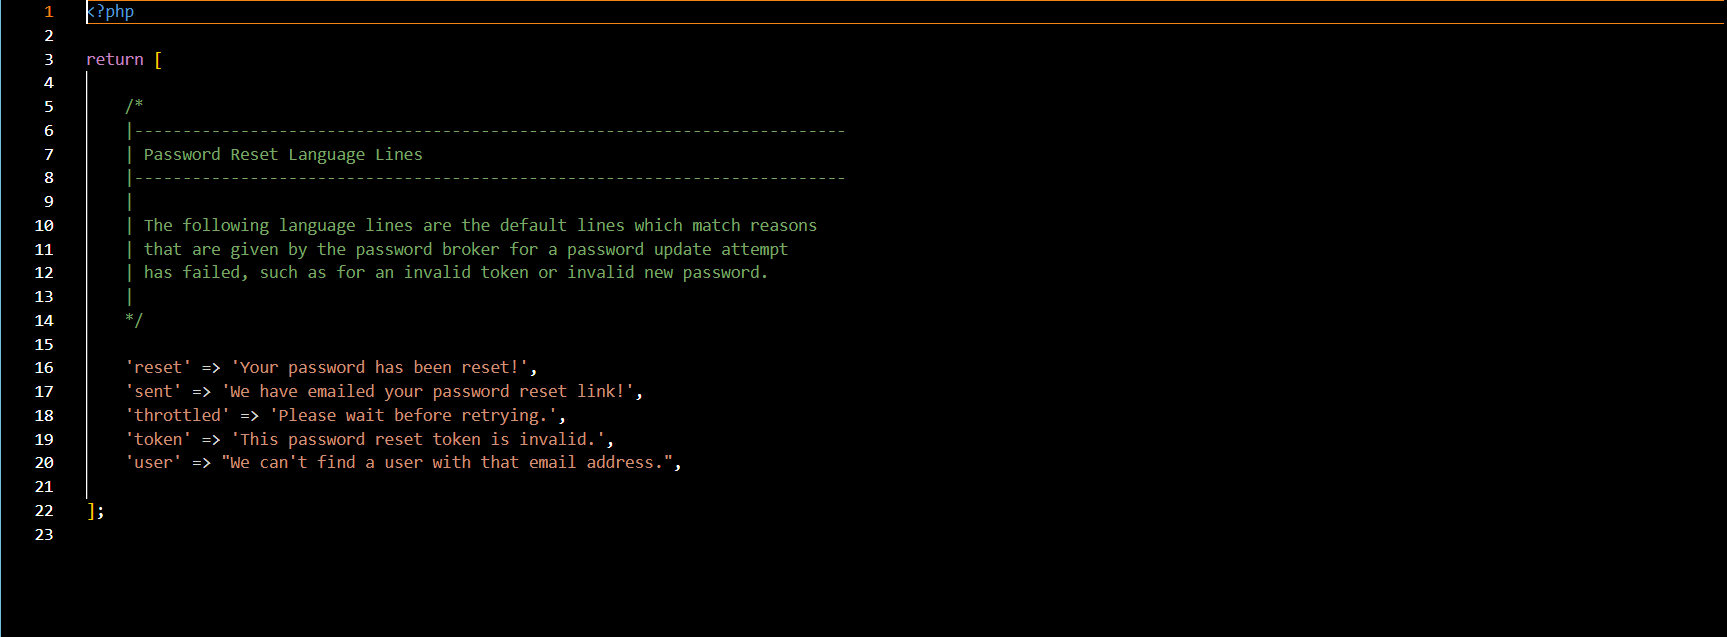 1 <?php
2
3 return [
4
5     /*
6     |--------------------------------------------------------------------------
7     | Password Reset Language Lines
8     |--------------------------------------------------------------------------
9     |
10     | The following language lines are the default lines which match reasons
11     | that are given by the password broker for a password update attempt
12     | has failed, such as for an invalid token or invalid new password.
13     |
14     */
15
16     'reset' => 'Your password has been reset!',
17     'sent' => 'We have emailed your password reset link!',
18     'throttled' => 'Please wait before retrying.',
19     'token' => 'This password reset token is invalid.',
20     'user' => "We can't find a user with that email address.",
21
22 ];
23